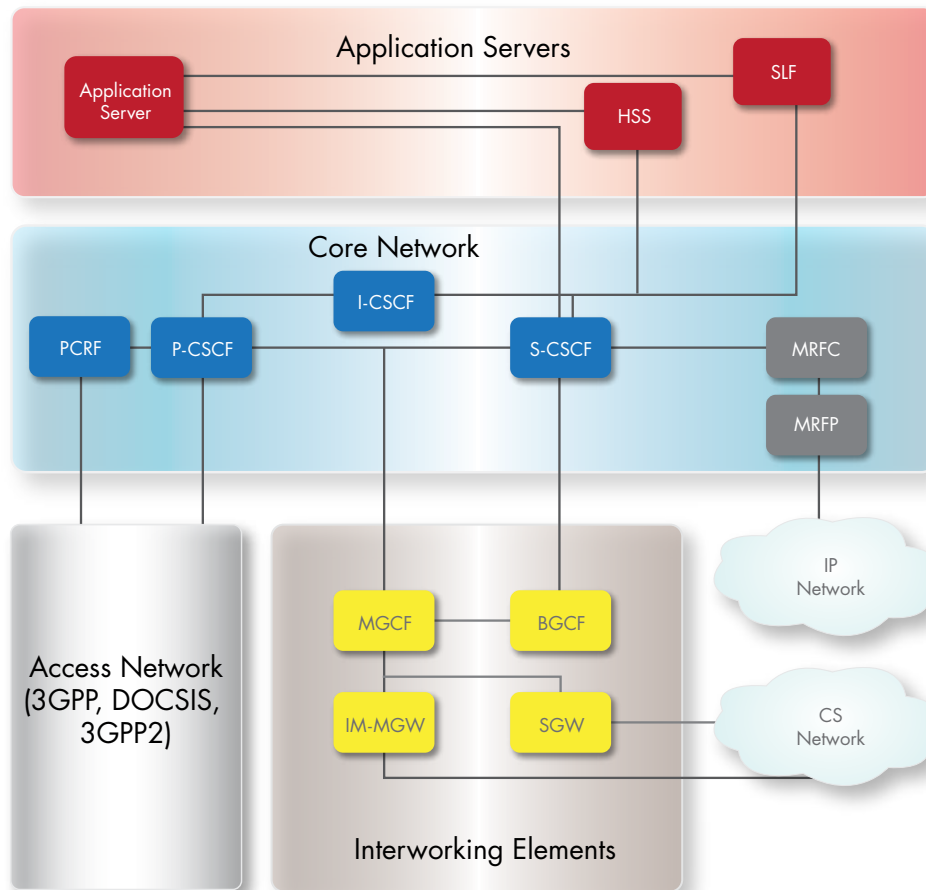 Application Servers
Application
Server
SLF
HSS
Core Network
I-CSCF
PCRF
P-CSCF
S-CSCF
MRFC
MRFP
IP
Network
MGCF
BGCF
Access Network
(3GPP, DOCSIS,
3GPP2)
IM-MGW
SGW
CS
Network
Interworking Elements